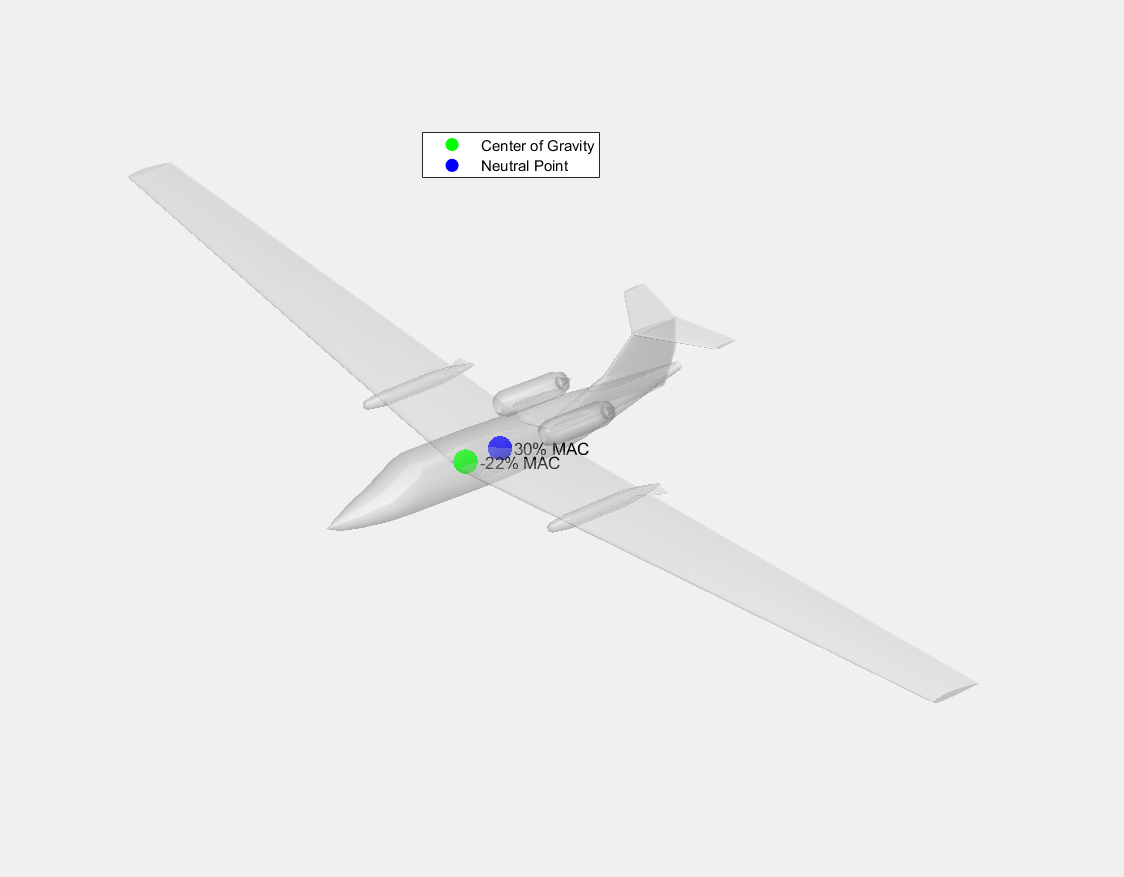 Center of Gravity
Neutral Point
30% MAC
-22% MAC